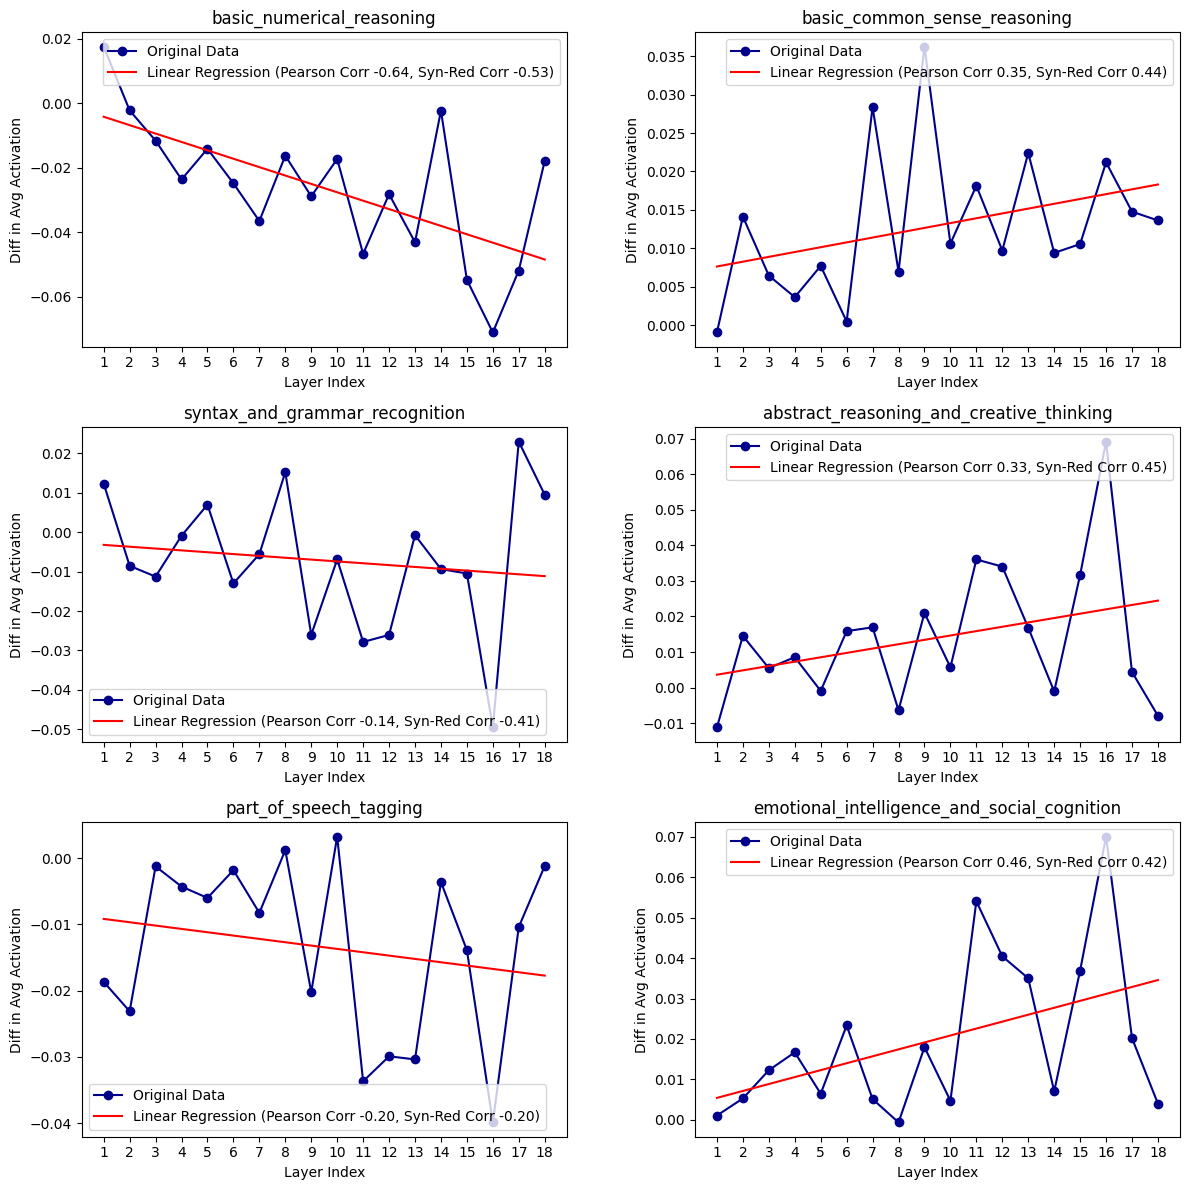 basic_numerical_reasoning
0.02
0.00
−0.02
−0.04
−0.06
Diff in Avg Activation
Original Data
Linear Regression (Pearson Corr -0.64, Syn-Red Corr -0.53)
1 2 3 4 5 6 7 8 9 10 11 12 13 14 15 16 17 18
Layer Index
basic_common_sense_reasoning
0.035
0.030
0.025
0.020
0.015
0.010
0.005
0.000
Diff in Avg Activation
Original Data
Linear Regression (Pearson Corr 0.35, Syn-Red Corr 0.44)
1 2 3 4 5 6 7 8 9 10 11 12 13 14 15 16 17 18
Layer Index
syntax_and_grammar_recognition
0.02
0.01
0.00
−0.01
−0.02
−0.03
−0.04
−0.05
Diff in Avg Activation
Original Data
Linear Regression (Pearson Corr -0.14, Syn-Red Corr -0.41)
1 2 3 4 5 6 7 8 9 10 11 12 13 14 15 16 17 18
Layer Index
abstract_reasoning_and_creative_thinking
0.07
0.06
0.05
0.04
0.03
0.02
0.01
0.00
−0.01
Diff in Avg Activation
Original Data
Linear Regression (Pearson Corr 0.33, Syn-Red Corr 0.45)
1 2 3 4 5 6 7 8 9 10 11 12 13 14 15 16 17 18
Layer Index
part_of_speech_tagging
0.00
−0.01
−0.02
−0.03
−0.04
Diff in Avg Activation
Original Data
Linear Regression (Pearson Corr -0.20, Syn-Red Corr -0.20)
1 2 3 4 5 6 7 8 9 10 11 12 13 14 15 16 17 18
Layer Index
emotional_intelligence_and_social_cognition
0.07
0.06
0.05
0.04
0.03
0.02
0.01
0.00
Diff in Avg Activation
Original Data
Linear Regression (Pearson Corr 0.46, Syn-Red Corr 0.42)
1 2 3 4 5 6 7 8 9 10 11 12 13 14 15 16 17 18
Layer Index